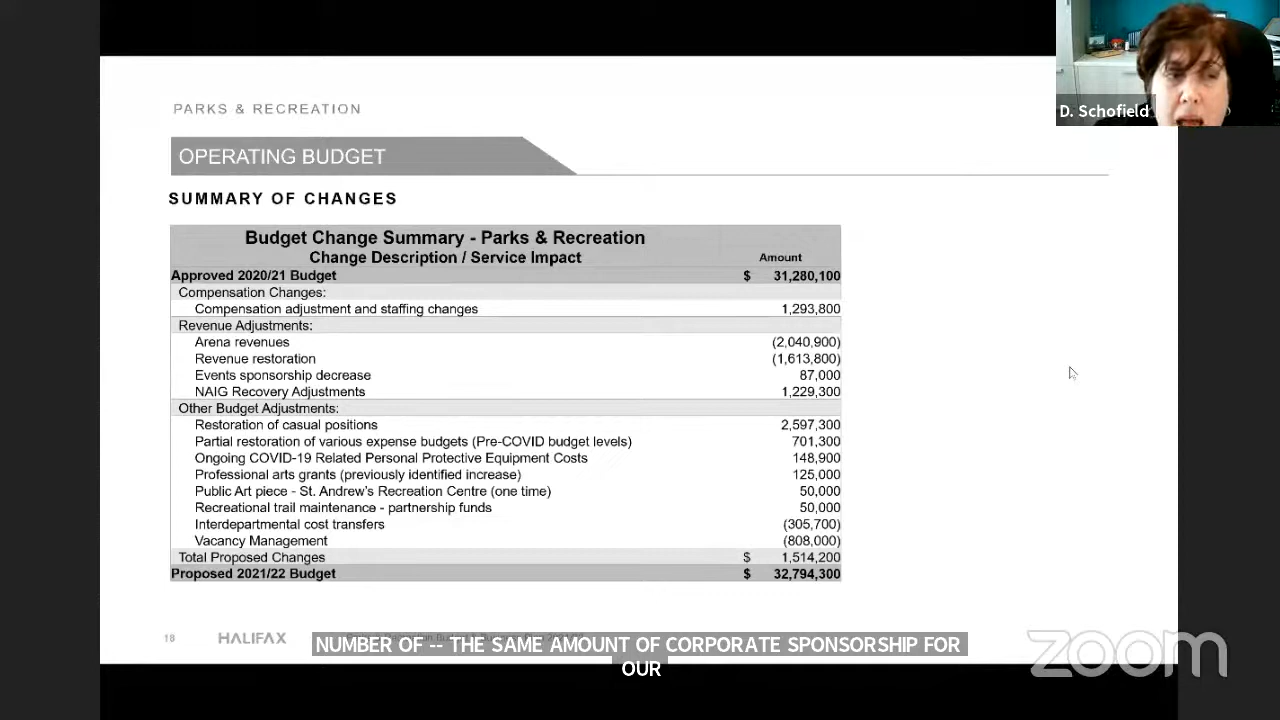 D. Schofield
PARKS & RECREATION
OPERATING BUDGET
SUMMARY OF CHANGES
Budget Change Summary - Parks & Recreation
Change Description / Service Impact Amount
Approved 2020/21 Budget $ 31,280,100
Compensation Changes:
Compensation adjustment and staffing changes 1,293,800
Revenue Adjustments:
Arena revenues (2,040,900)
Revenue restoration (1,613,800)
Events sponsorship decrease 87,000
NAIG Recovery Adjustments 1,229,300
Other Budget Adjustments:
Restoration of casual positions 2,597,300
Partial restoration of various expense budgets (Pre-COVID budget levels) 701,300
Ongoing COVID-19 Related Personal Protective Equipment Costs 148,900
Professional arts grants (previously identified increase) 125,000
Public Art piece - St. Andrew's Recreation Centre (one time) 50,000
Recreational trail maintenance - partnership funds 50,000
Interdepartmental cost transfers (305,700)
Vacancy Management (808,000)
Total Proposed Changes $ 1,514,200
Proposed 2021/22 Budget $ 32,794,300
18 HALIFAX
NUMBER OF -- THE SAME AMOUNT OF CORPORATE SPONSORSHIP FOR
OUR
zoom